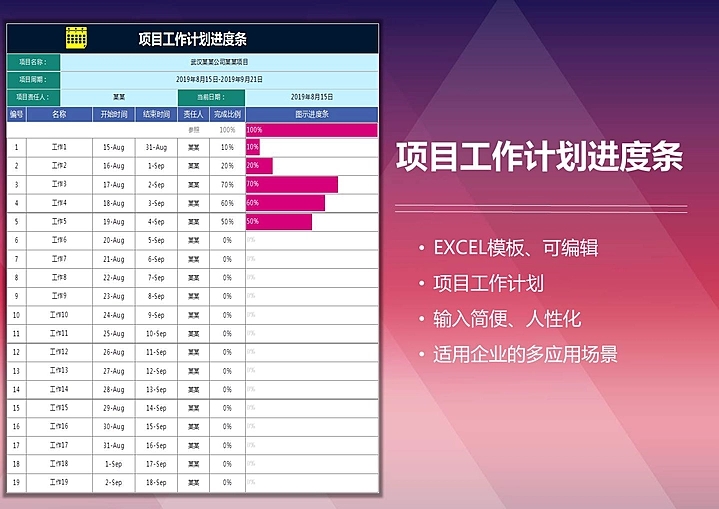 项目工作计划进度条
项目名称： 武汉某某公司某某项目
项目周期： 2019年8月15日-2019年9月21日
项目责任人： 某某 当前日期： 2019年8月15日
编号 名称 开始时间 结束时间 责任人 完成比例 图示进度条
参照 100% 100%
1 工作1 15-Aug 31-Aug 某某 10% 10%
2 工作2 16-Aug 1-Sep 某某 20% 20%
3 工作3 17-Aug 2-Sep 某某 70% 70%
4 工作4 18-Aug 3-Sep 某某 60% 60%
5 工作5 19-Aug 4-Sep 某某 50% 50%
6 工作6 20-Aug 5-Sep 某某 0% 0%
7 工作7 21-Aug 6-Sep 某某 0% 0%
8 工作8 22-Aug 7-Sep 某某 0% 0%
9 工作9 23-Aug 8-Sep 某某 0% 0%
10 工作10 24-Aug 9-Sep 某某 0% 0%
11 工作11 25-Aug 10-Sep 某某 0% 0%
12 工作12 26-Aug 11-Sep 某某 0% 0%
13 工作13 27-Aug 12-Sep 某某 0% 0%
14 工作14 28-Aug 13-Sep 某某 0% 0%
15 工作15 29-Aug 14-Sep 某某 0% 0%
16 工作16 30-Aug 15-Sep 某某 0% 0%
17 工作17 31-Aug 16-Sep 某某 0% 0%
18 工作18 1-Sep 17-Sep 某某 0% 0%
19 工作19 2-Sep 18-Sep 某某 0% 0%
项目工作计划进度条
• EXCEL模板、可编辑
• 项目工作计划
• 输入简便、人性化
• 适用企业的多应用场景